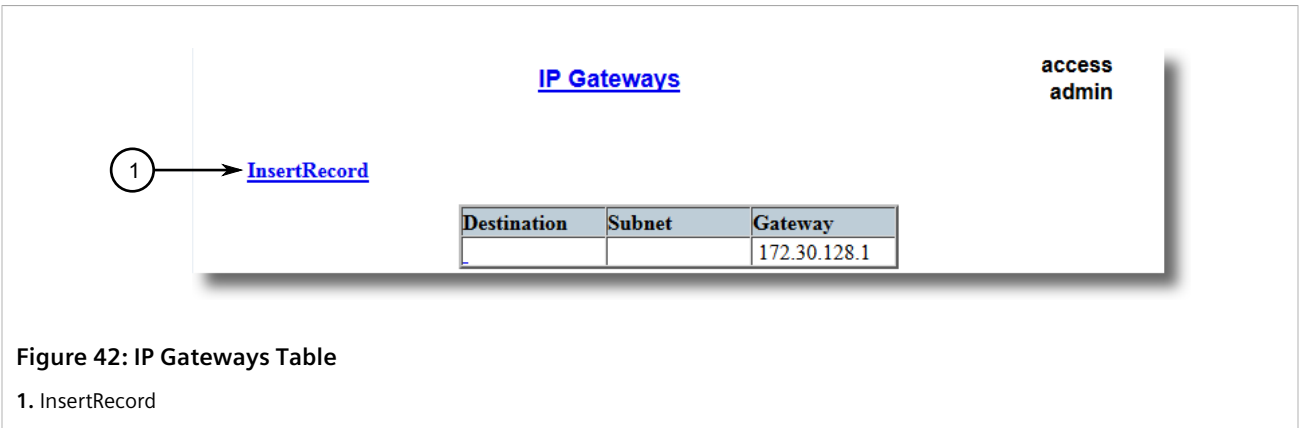 IP Gateways
access
admin
1
InsertRecord
Destination Subnet Gateway
172.30.128.1
Figure 42: IP Gateways Table
1. InsertRecord